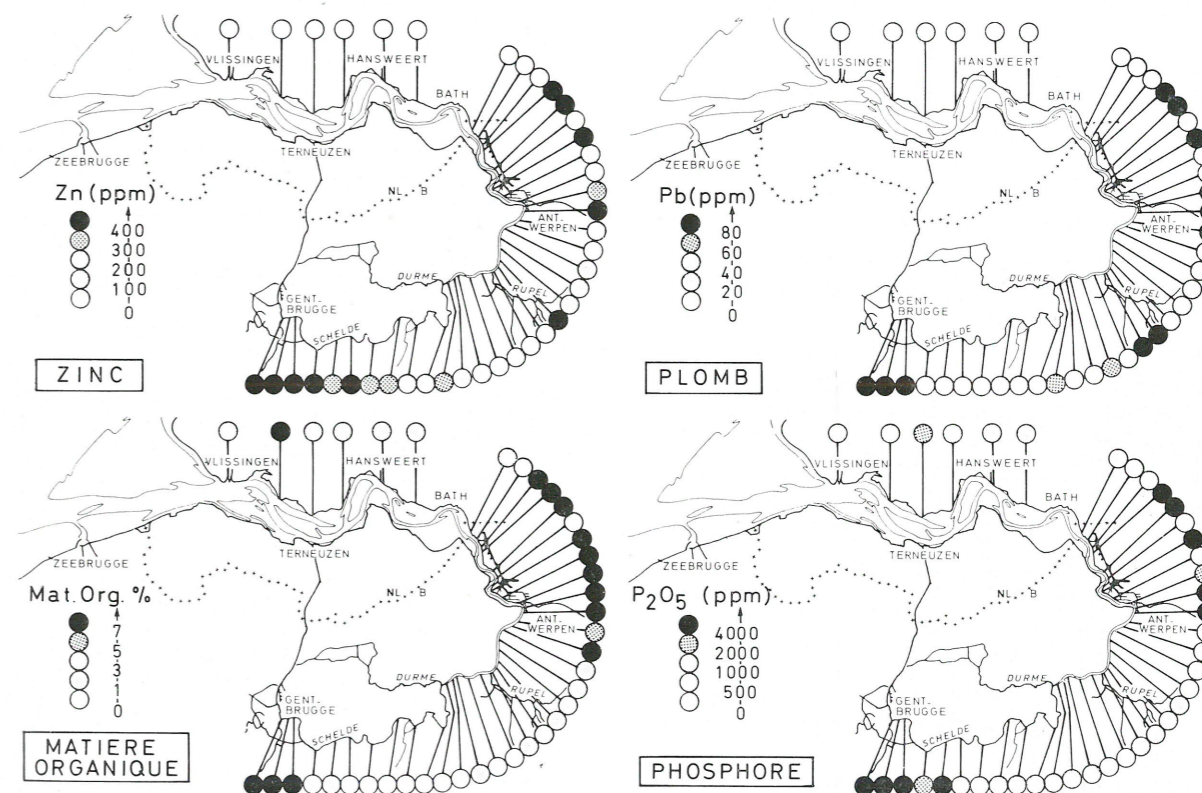 VLISSINGEN
HANSWEERT
BATH
ZEEBRUGGE
TERNEUZEN
Zn (ppm)
400
300
200
100
0
NL. B
ANT-
WERPEN
DURME
RUPEL
GENT-
BRUGGE
SCHELDE
ZINC
VLISSINGEN
HANSWEERT
BATH
ZEEBRUGGE
TERNEUZEN
Pb(ppm)
80
60
40
20
0
NL. B
ANT-
WERPEN
DURME
RUPEL
GENT-
BRUGGE
SCHELDE
PLOMB
VLISSINGEN
HANSWEERT
BATH
ZEEBRUGGE
TERNEUZEN
Mat.Org. %
7
5
3
1
0
NL. B
ANT-
WERPEN
DURME
RUPEL
GENT-
BRUGGE
SCHELDE
MATIERE
ORGANIQUE
VLISSINGEN
HANSWEERT
BATH
ZEEBRUGGE
TERNEUZEN
P2O5 (ppm)
4000
2000
1000
500
0
NL. B
ANT-
WERPEN
DURME
RUPEL
GENT-
BRUGGE
SCHELDE
PHOSPHORE